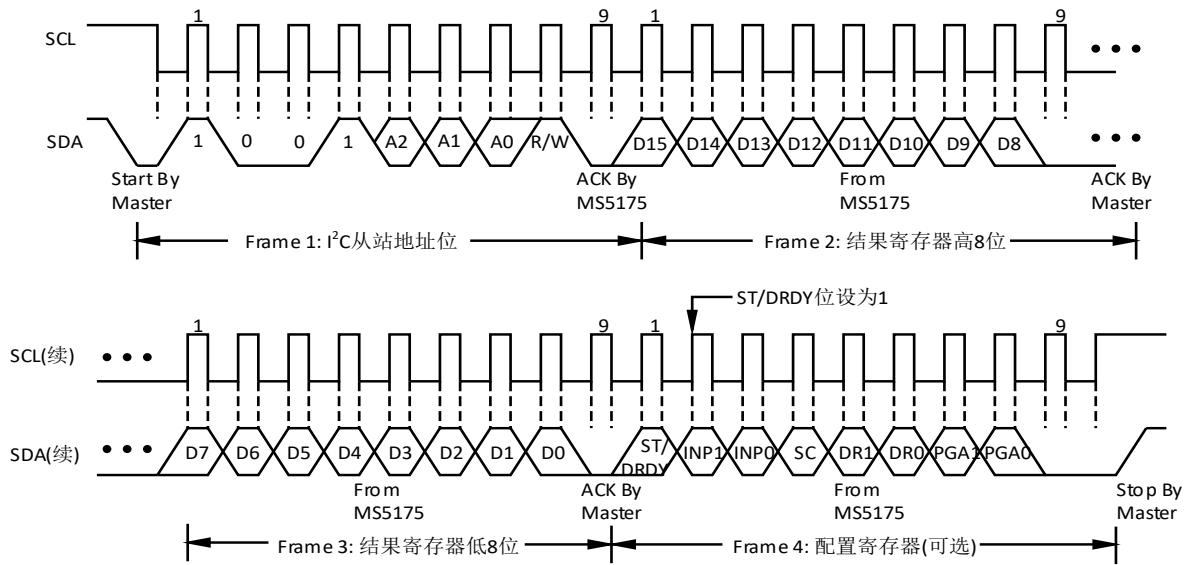 1 9 1 9
SCL
SDA 1 0 0 1 A2 A1 A0 R/W D15 D14 D13 D12 D11 D10 D9 D8
Start By Master
ACK By MS5175
From MS5175
ACK By Master
Frame 1: I²C从站地址位
Frame 2: 结果寄存器高8位
ST/DRDY位设为1
1 9 1 9
SCL(续)
SDA(续) D7 D6 D5 D4 D3 D2 D1 D0 ST/DRDY INP1 INP0 SC DR1 DR0 PGA1 PGA0
From MS5175
ACK By Master
From MS5175
Stop By Master
Frame 3: 结果寄存器低8位
Frame 4: 配置寄存器(可选)